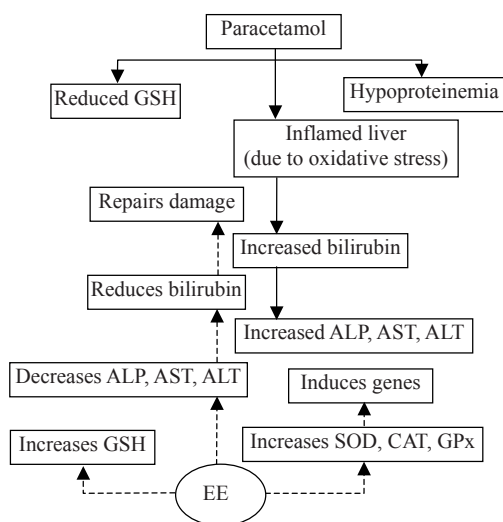 Paracetamol
Reduced GSH
Hypoproteinemia
Inflamed liver
(due to oxidative stress)
Repairs damage
Increased bilirubin
Reduces bilirubin
Increased ALP, AST, ALT
Decreases ALP, AST, ALT
Induces genes
Increases GSH
Increases SOD, CAT, GPx
EE